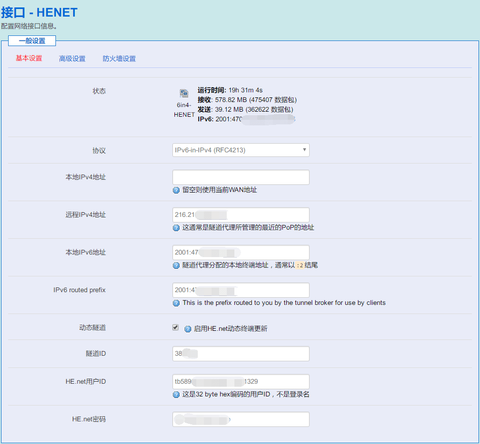 接口 - HENET
配置网络接口信息。
一般设置
基本设置 高级设置 防火墙设置
状态
6in4-HENET
运行时间: 19h 31m 4s
接收: 578.82 MB (475407 数据包)
发送: 39.12 MB (362622 数据包)
IPv6: 2001:470
协议 IPv6-in-IPv4 (RFC4213)
本地IPv4地址
留空则使用当前WAN地址
远程IPv4地址 216.21
这通常是隧道代理所管理的最近的PoP的地址
本地IPv6地址 2001:47
隧道代理分配的本地终端地址，通常以 :2 结尾
IPv6 routed prefix 2001:4
This is the prefix routed to you by the tunnel broker for use by clients
动态隧道 启用HE.net动态终端更新
隧道ID 38
HE.net用户ID tb589 1329
这是32 byte hex编码的用户ID，不是登录名
HE.net密码